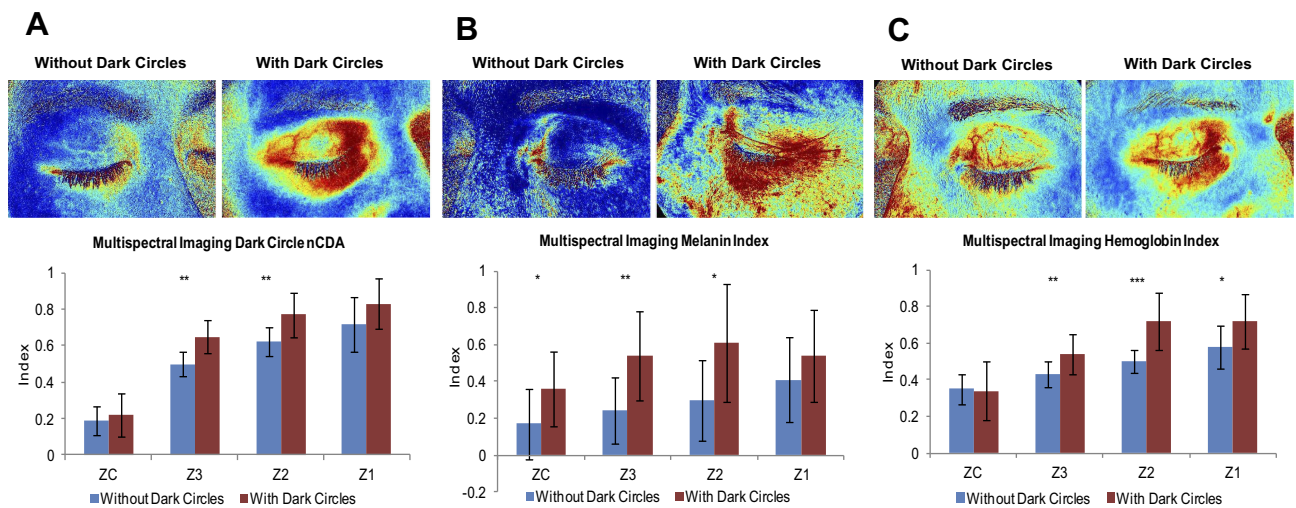 A
B
C
Without Dark Circles
With Dark Circles
Without Dark Circles
With Dark Circles
Without Dark Circles
With Dark Circles
Multispectral Imaging Dark Circle nCDA
1
0.8
0.6
0.4
0.2
0
Index
** **
ZC Z3 Z2 Z1
Without Dark Circles With Dark Circles
Multispectral Imaging Melanin Index
1
0.8
0.6
0.4
0.2
0
-0.2
Index
* ** *
ZC Z3 Z2 Z1
Without Dark Circles With Dark Circles
Multispectral Imaging Hemoglobin Index
1
0.8
0.6
0.4
0.2
0
Index
** *** *
ZC Z3 Z2 Z1
Without Dark Circles With Dark Circles